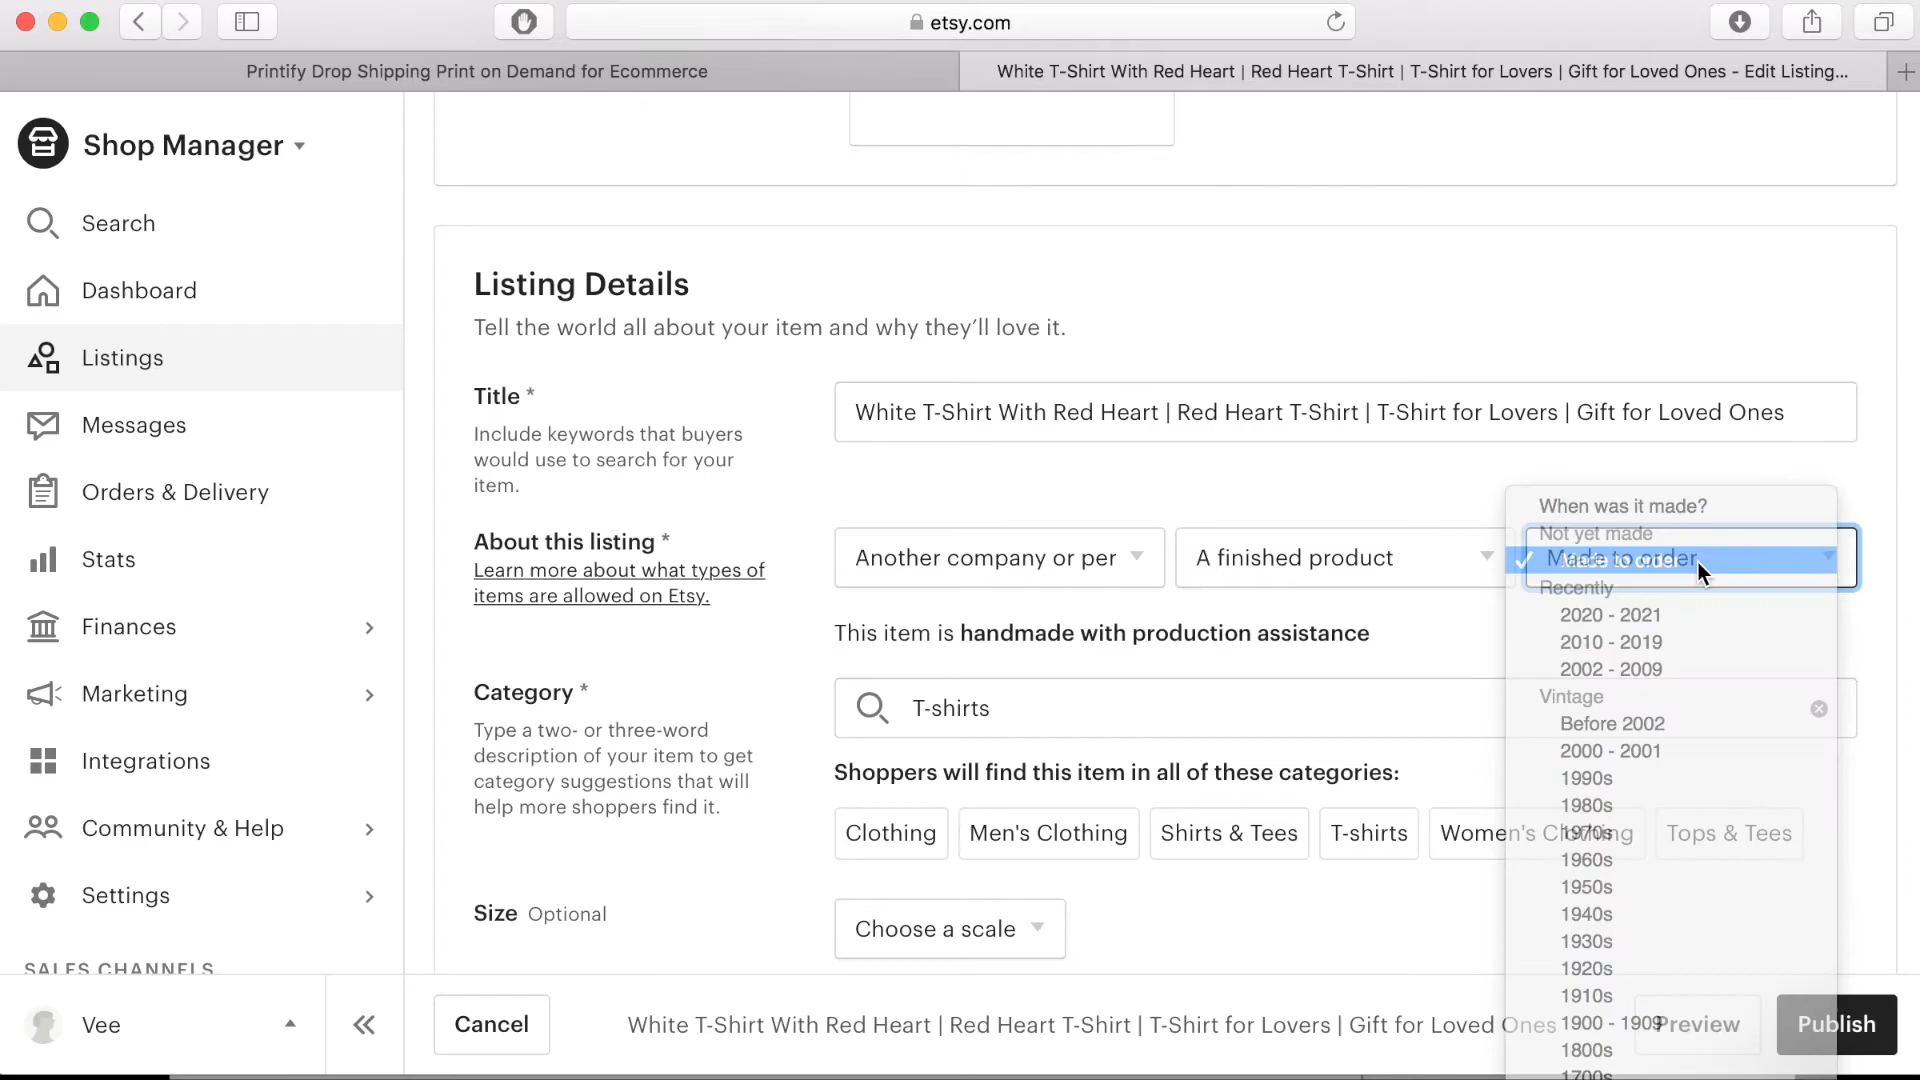 etsy.com
Printify Drop Shipping Print on Demand for Ecommerce
White T-Shirt With Red Heart | Red Heart T-Shirt | T-Shirt for Lovers | Gift for Loved Ones - Edit Listing...
Shop Manager
Search
Dashboard
Listings
Messages
Orders & Delivery
Stats
Finances
Marketing
Integrations
Community & Help
Settings
SALES CHANNELS
Vee
Listing Details
Tell the world all about your item and why they'll love it.
Title *
Include keywords that buyers
would use to search for your
item.
White T-Shirt With Red Heart | Red Heart T-Shirt | T-Shirt for Lovers | Gift for Loved Ones
About this listing *
Learn more about what types of
items are allowed on Etsy.
Another company or per
A finished product
Made to order
When was it made?
Not yet made
Made to order
Recently
2020 - 2021
2010 - 2019
2002 - 2009
Vintage
Before 2002
2000 - 2001
1990s
1980s
1970s
1960s
1950s
1940s
1930s
1920s
1910s
1900 - 1909
1800s
1700s
This item is handmade with production assistance
Category *
Type a two- or three-word
description of your item to get
category suggestions that will
help more shoppers find it.
T-shirts
Shoppers will find this item in all of these categories:
Clothing
Men's Clothing
Shirts & Tees
T-shirts
Women's Clothing
Tops & Tees
Size Optional
Choose a scale
Cancel
White T-Shirt With Red Heart | Red Heart T-Shirt | T-Shirt for Lovers | Gift for Loved Ones
Preview
Publish